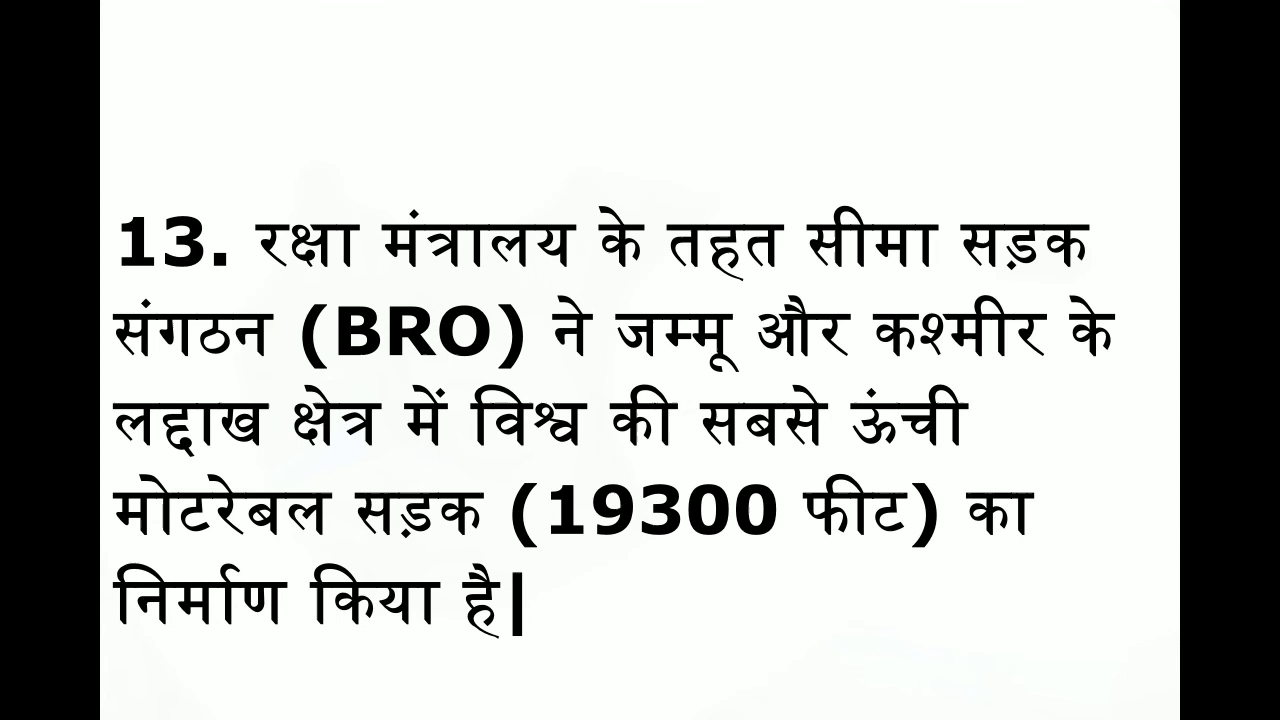 13. रक्षा मंत्रालय के तहत सीमा सड़क
संगठन (BRO) ने जम्मू और कश्मीर के
लद्दाख क्षेत्र में विश्व की सबसे ऊंची
मोटरेबल सड़क (19300 फीट) का
निर्माण किया है|